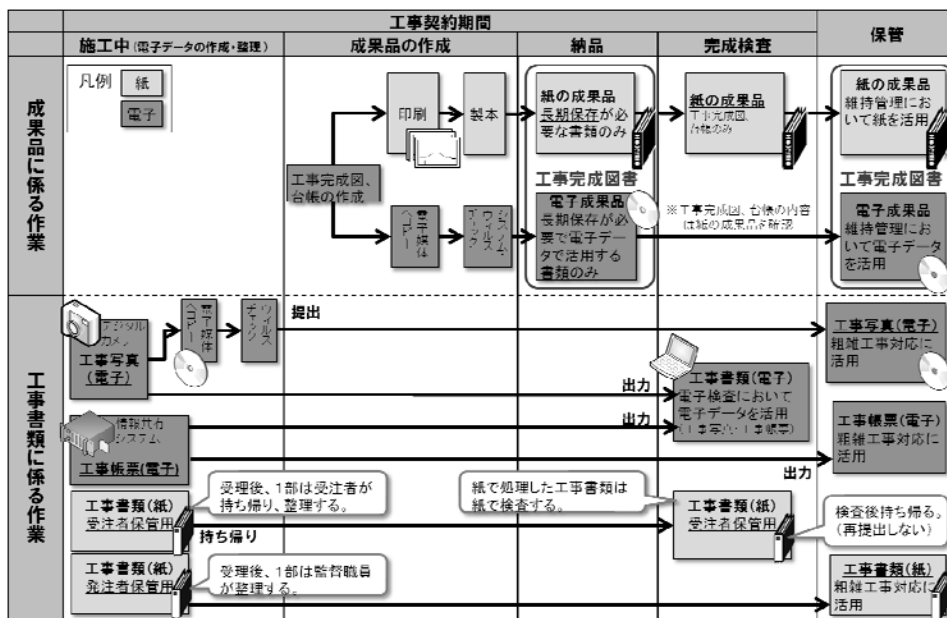 工事契約期間
保管
施工中(電子データの作成・整理)
成果品の作成
納品
完成検査
成果品に係る作業
凡例
紙
電子
工事完成図、
台帳の作成
印刷
製本
紙の成果品
長期保存が必
要な書類のみ
紙の成果品
工事完成図、
台帳のみ
紙の成果品
維持管理にお
いて紙を活用
工事完成図書
工事完成図書
電子媒体
へコピー
システム・
ウィルス
チェック
電子成果品
長期保存が必
要で電子デー
タで活用する
書類のみ
※工事完成図、台帳の内容
は紙の成果品を確認
電子成果品
維持管理にお
いて電子データ
を活用
工事書類に係る作業
デジタル
カメラ
工事写真
(電子)
電子媒体
へコピー
ウィルス
チェック
提出
工事写真(電子)
粗雑工事対応に
活用
出力
工事書類(電子)
電子検査において
電子データを活用
(工事写真・工事帳票)
情報共有
システム
工事帳票(電子)
出力
出力
工事帳票(電子)
粗雑工事対応に
活用
工事書類(紙)
受注者保管用
受理後、1部は受注者が
持ち帰り、整理する。
持ち帰り
紙で処理した工事書類は
紙で検査する。
工事書類(紙)
受注者保管用
検査後持ち帰る。
(再提出しない)
工事書類(紙)
発注者保管用
受理後、1部は監督職員
が整理する。
工事書類(紙)
粗雑工事対応に
活用